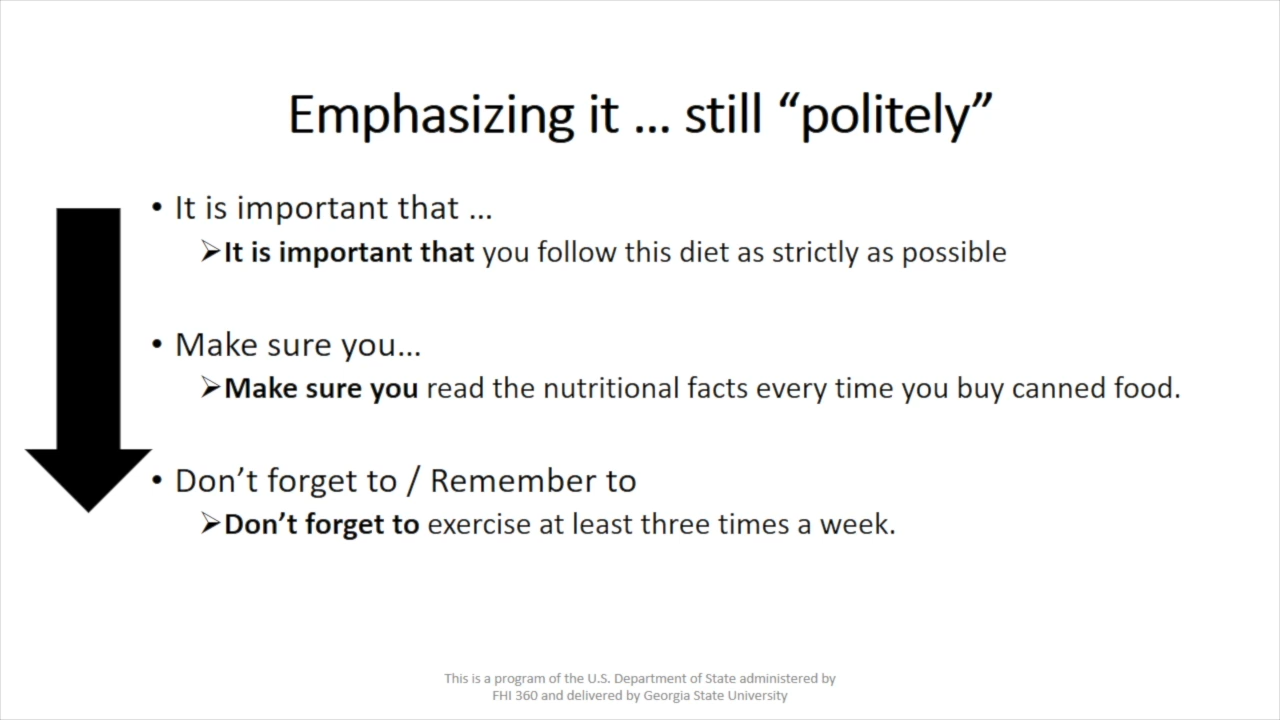 Emphasizing it … still “politely”
• It is important that …
➢It is important that you follow this diet as strictly as possible
• Make sure you…
➢Make sure you read the nutritional facts every time you buy canned food.
• Don’t forget to / Remember to
➢Don’t forget to exercise at least three times a week.
This is a program of the U.S. Department of State administered by
FHI 360 and delivered by Georgia State University